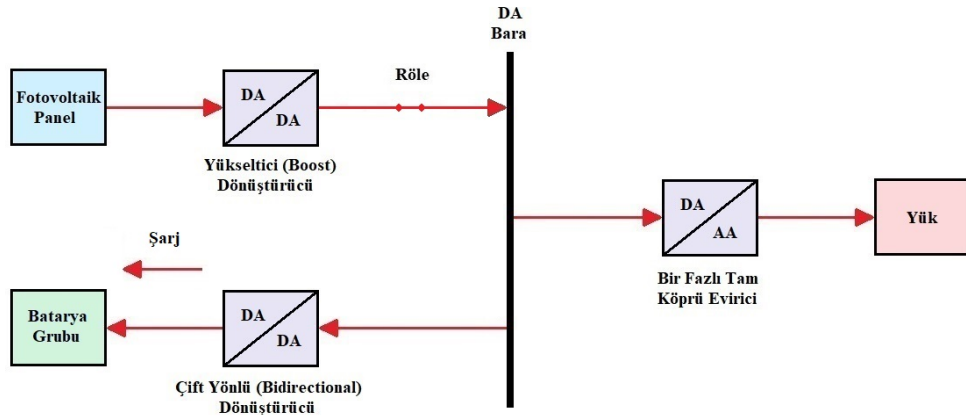 DA
Bara
Fotovoltaik
Panel
DA
DA
Röle
Yükseltici (Boost)
Dönüştürücü
DA
AA
Yük
Bir Fazlı Tam
Köprü Evirici
Şarj
Batarya
Grubu
DA
DA
Çift Yönlü (Bidirectional)
Dönüştürücü